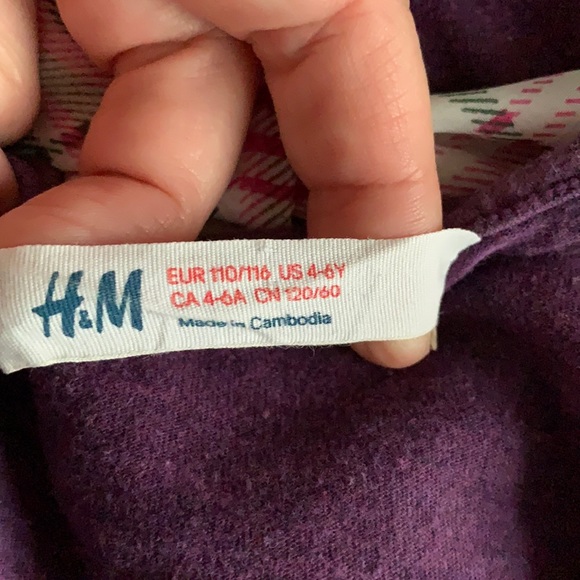 H&M
EUR 110/116 US 4-6Y
CA 4-6A CN 120/60
Made in Cambodia